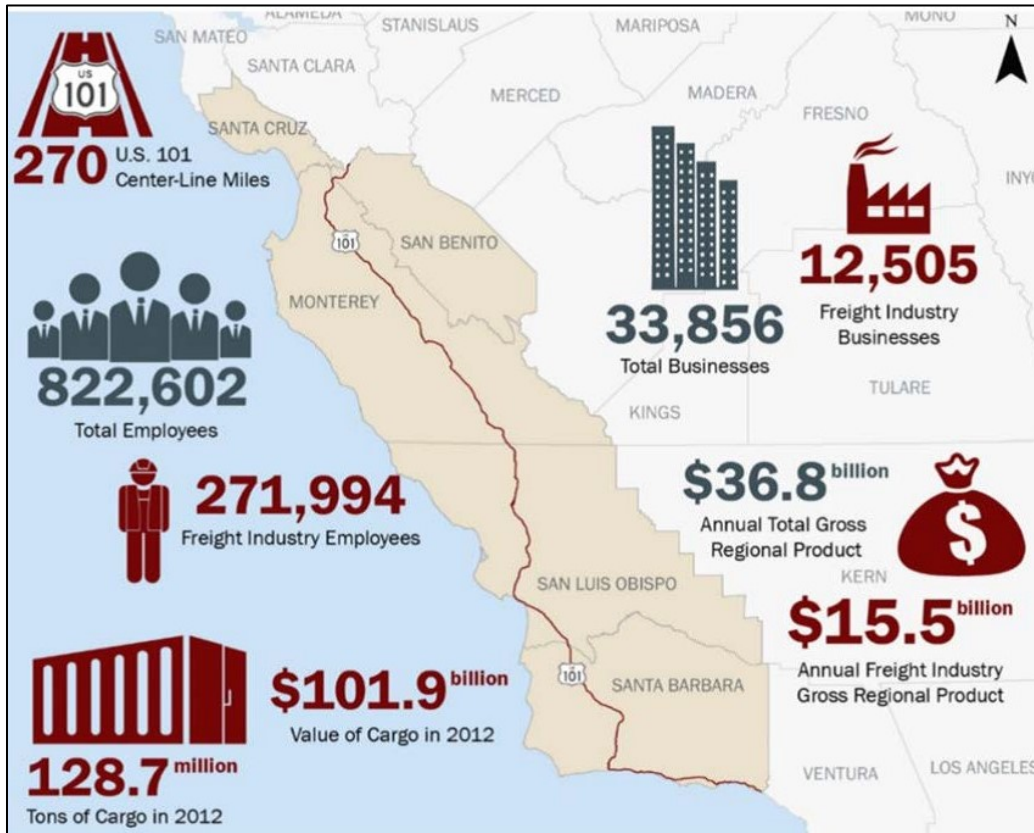 ALAMEDA
STANISLAUS
MARIPOSA
MONO
N
SAN MATEO
SANTA CLARA
MERCED
MADERA
FRESNO
INYO
US
101
270 U.S. 101
Center-Line Miles
SANTA CRUZ
101
SAN BENITO
MONTEREY
822,602
Total Employees
33,856
Total Businesses
12,505
Freight Industry
Businesses
KINGS
TULARE
271,994
Freight Industry Employees
$36.8 billion
Annual Total Gross
Regional Product
$
KERN
SAN LUIS OBISPO
$15.5 billion
Annual Freight Industry
Gross Regional Product
101
SANTA BARBARA
$101.9 billion
Value of Cargo in 2012
128.7 million
Tons of Cargo in 2012
VENTURA
LOS ANGELES